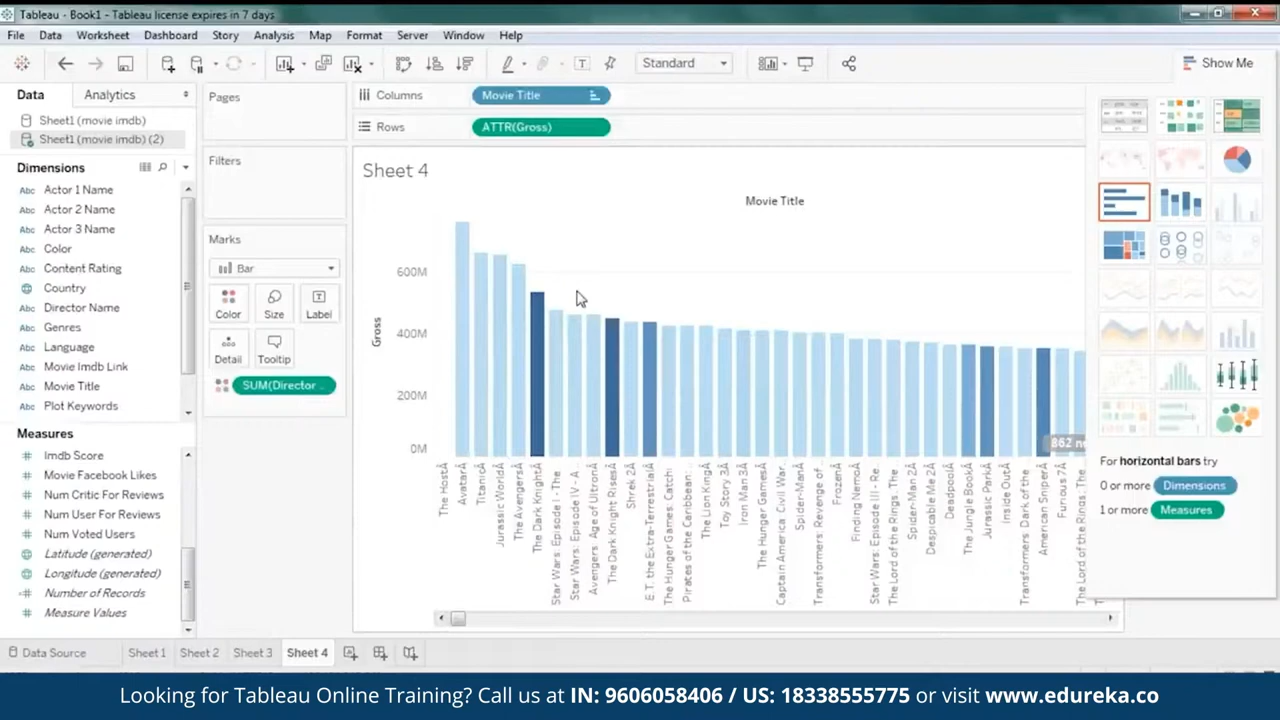 Tableau - Book1 - Tableau license expires in 7 days
File Data Worksheet Dashboard Story Analysis Map Format Server Window Help
Standard
Show Me
Data Analytics
Sheet1 (movie imdb)
Sheet1 (movie imdb) (2)
Dimensions
Abc Actor 1 Name
Abc Actor 2 Name
Abc Actor 3 Name
Abc Color
Abc Content Rating
Country
Abc Director Name
Abc Genres
Abc Language
Abc Movie Imdb Link
Abc Movie Title
Abc Plot Keywords
Measures
Imdb Score
Movie Facebook Likes
Num Critic For Reviews
Num User For Reviews
Num Voted Users
Latitude (generated)
Longitude (generated)
Number of Records
Measure Values
Pages
Filters
Marks
Bar
Color Size Label
Detail Tooltip
SUM(Director ..
Columns Movie Title
Rows ATTR(Gross)
Sheet 4
Movie Title
Gross
600M
400M
200M
0M
862
The HostÂ
AvatarÂ
TitanicÂ
Jurassic WorldÂ
The AvengersÂ
The Dark KnightÂ
Star Wars: Episode I - The
Star Wars: Episode IV - A..
Avengers: Age of UltronÂ
The Dark Knight RisesÂ
Shrek 2Â
E.T. the Extra-TerrestrialÂ
The Hunger Games: Catchi..
Pirates of the Caribbean:..
The Lion KingÂ
Toy Story 3Â
Iron Man 3Â
The Hunger GamesÂ
Captain America: Civil War..
Spider-ManÂ
Transformers: Revenge of..
FrozenÂ
Finding NemoÂ
Star Wars: Episode III - Re..
The Lord of the Rings: The..
Spider-Man 2Â
Despicable Me 2Â
DeadpoolÂ
The Jungle BookÂ
Jurassic ParkÂ
Inside OutÂ
Transformers: Dark of the
American SniperÂ
Furious 7Â
The Lord of the Rings: The
For horizontal bars try
0 or more Dimensions
1 or more Measures
Data Source Sheet 1 Sheet 2 Sheet 3 Sheet 4
Looking for Tableau Online Training? Call us at IN: 9606058406 / US: 18338555775 or visit www.edureka.co